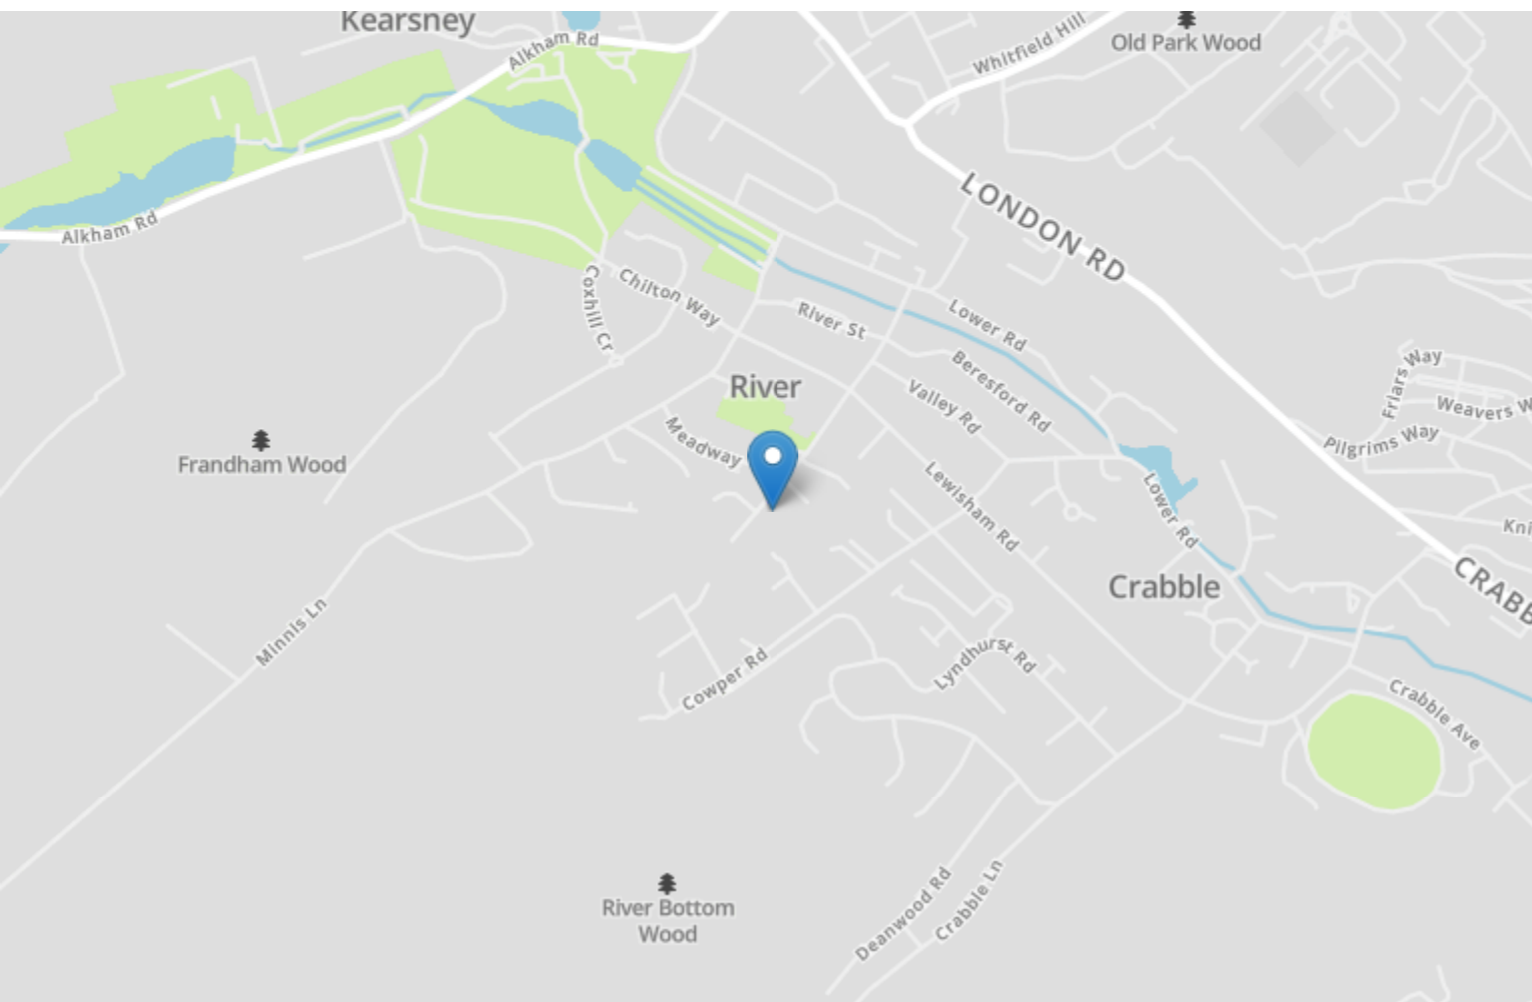 Kearsney
Alkham Rd
Whitfield Hill
Old Park Wood
LONDON RD
Alkham Rd
Coxhill Cr
Chilton Way
River St
Lower Rd
Beresford Rd
Friars Way
River
Valley Rd
Weavers W
Meadway
Pilgrims Way
Frandham Wood
Lewisham Rd
Lower Rd
Kni
Crabble
CRABB
Minnis Ln
Lyndhurst Rd
Cowper Rd
Crabble Ave
River Bottom
Wood
Deanwood Rd
Crabble Ln